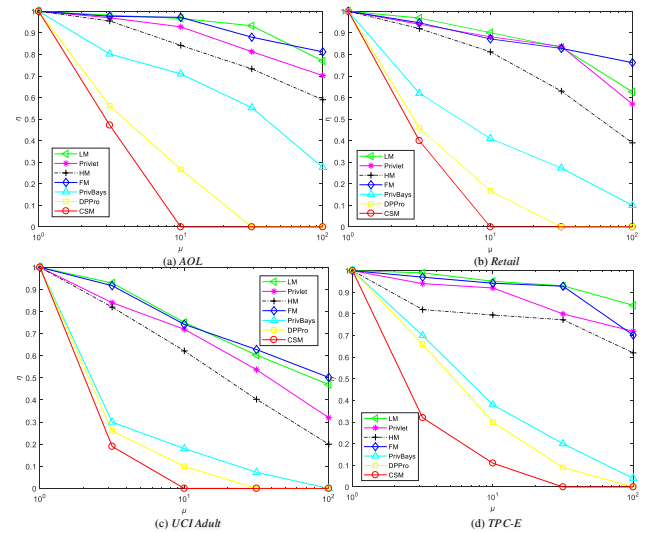 1
0.9
0.8
0.7
0.6
0.5
0.4
0.3
0.2
0.1
0
η
LM
Privlet
HM
FM
PrivBays
DPPro
CSM
10^0 10^1 10^2
μ
(a) AOL
1
0.9
0.8
0.7
0.6
0.5
0.4
0.3
0.2
0.1
0
η
LM
Privlet
HM
FM
PrivBays
DPPro
CSM
10^0 10^1 10^2
μ
(b) Retail
1
0.9
0.8
0.7
0.6
0.5
0.4
0.3
0.2
0.1
0
η
LM
Privlet
HM
FM
PrivBays
DPPro
CSM
10^0 10^1 10^2
μ
(c) UCI Adult
1
0.9
0.8
0.7
0.6
0.5
0.4
0.3
0.2
0.1
0
η
LM
Privlet
HM
FM
PrivBays
DPPro
CSM
10^0 10^1 10^2
μ
(d) TPC-E